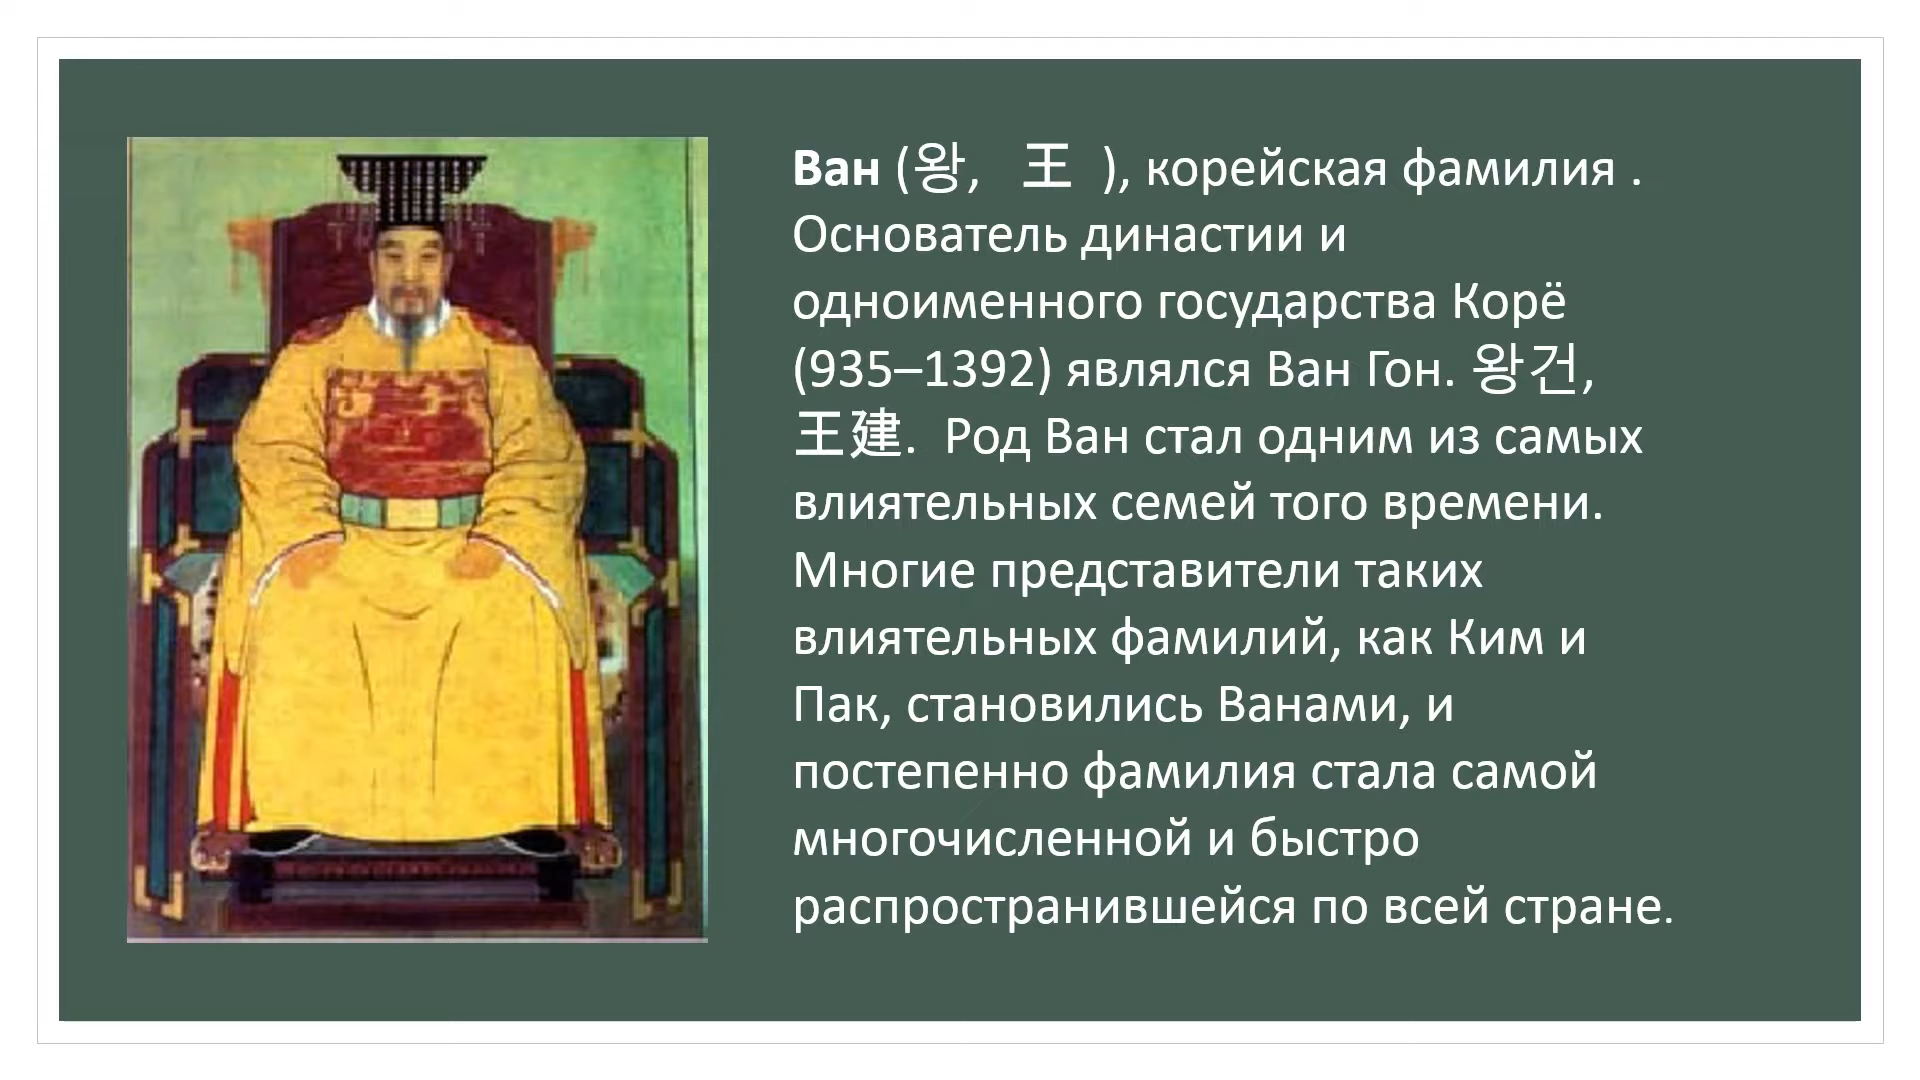 Ван (왕, 王 ), корейская фамилия .
Основатель династии и
одноименного государства Корё
(935–1392) являлся Ван Гон. 왕건,
王建. Род Ван стал одним из самых
влиятельных семей того времени.
Многие представители таких
влиятельных фамилий, как Ким и
Пак, становились Ванами, и
постепенно фамилия стала самой
многочисленной и быстро
распространившейся по всей стране.